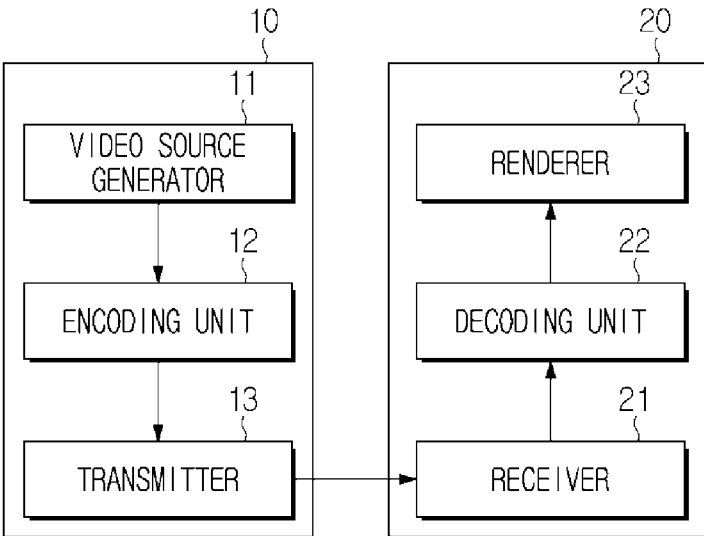 10
11
VIDEO SOURCE
GENERATOR
12
ENCODING UNIT
13
TRANSMITTER
20
23
RENDERER
22
DECODING UNIT
21
RECEIVER